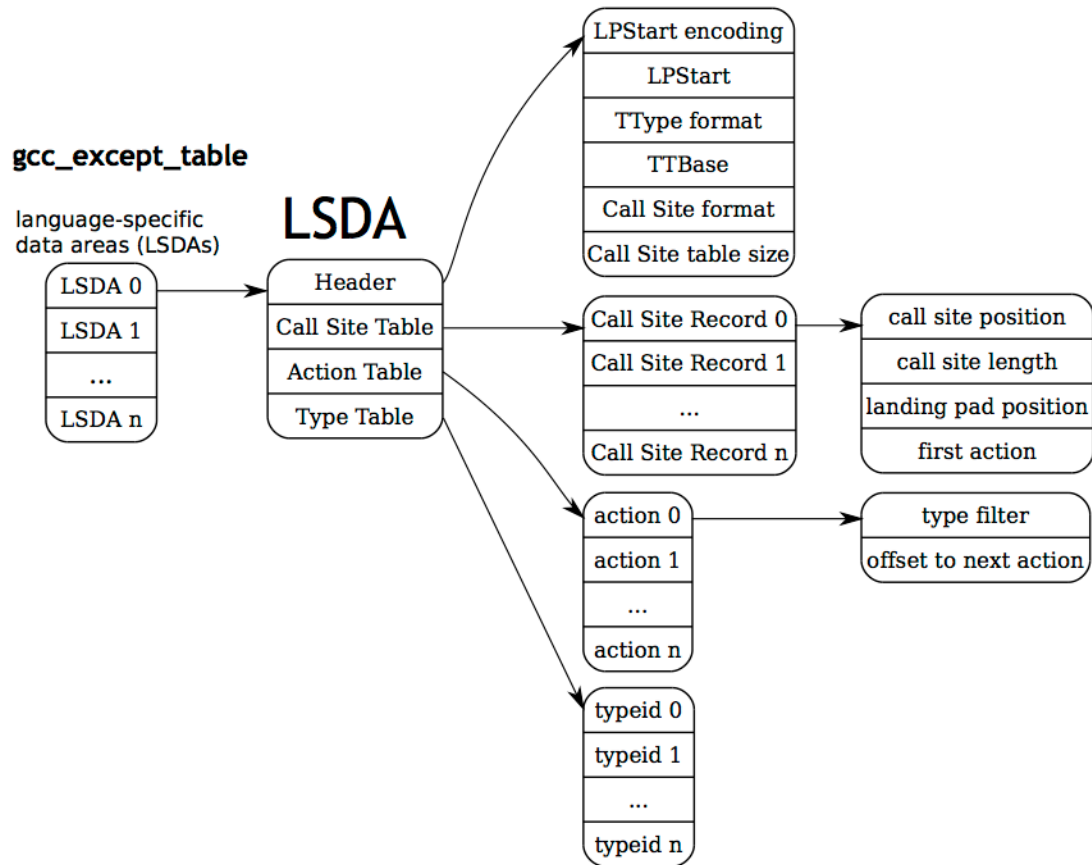 gcc_except_table
language-specific
data areas (LSDAs)
LSDA 0
LSDA 1
...
LSDA n
LSDA
Header
Call Site Table
Action Table
Type Table
LPStart encoding
LPStart
TType format
TTBase
Call Site format
Call Site table size
Call Site Record 0
Call Site Record 1
...
Call Site Record n
call site position
call site length
landing pad position
first action
action 0
action 1
...
action n
type filter
offset to next action
typeid 0
typeid 1
...
typeid n